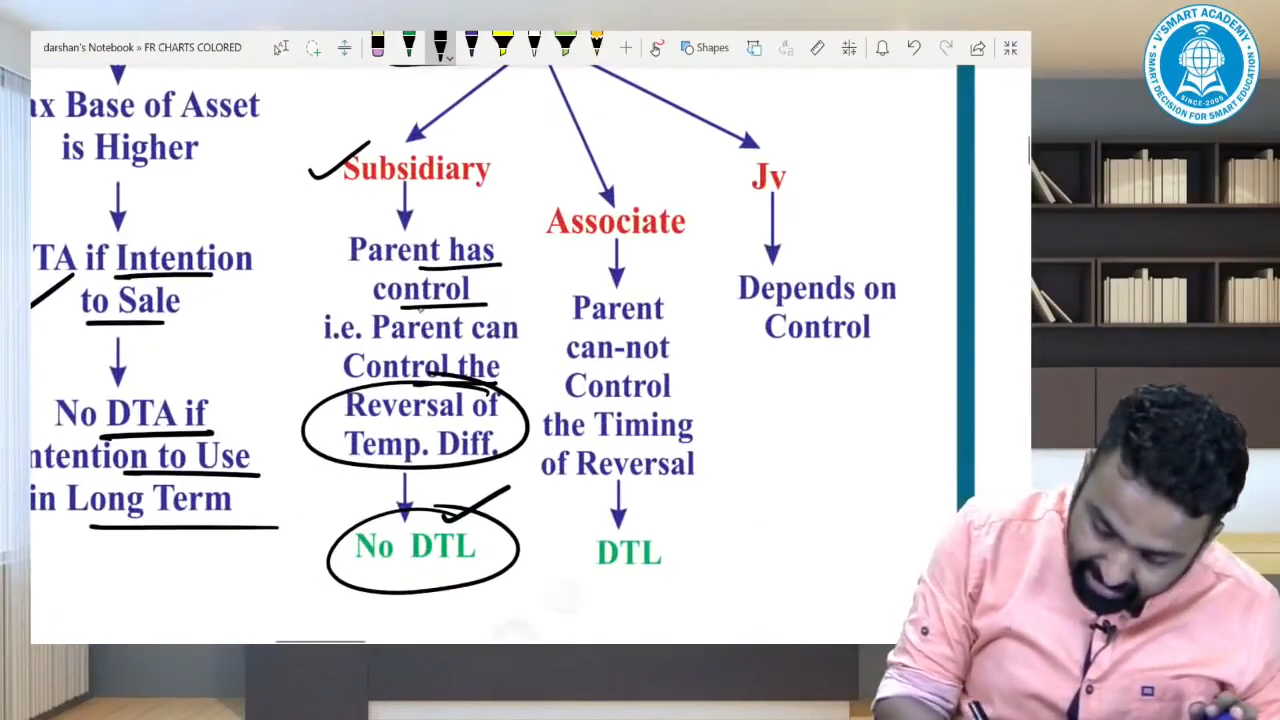 darshan's Notebook » FR CHARTS COLORED
Shapes
V'SMART ACADEMY
SMART DECISION FOR SMART EDUCATION
SINCE-2005
ax Base of Asset
is Higher
TA if Intention
to Sale
No DTA if
ntention to Use
in Long Term
Subsidiary
Parent has
control
i.e. Parent can
Control the
Reversal of
Temp. Diff.
No DTL
Associate
Parent
can-not
Control
the Timing
of Reversal
DTL
Jv
Depends on
Control